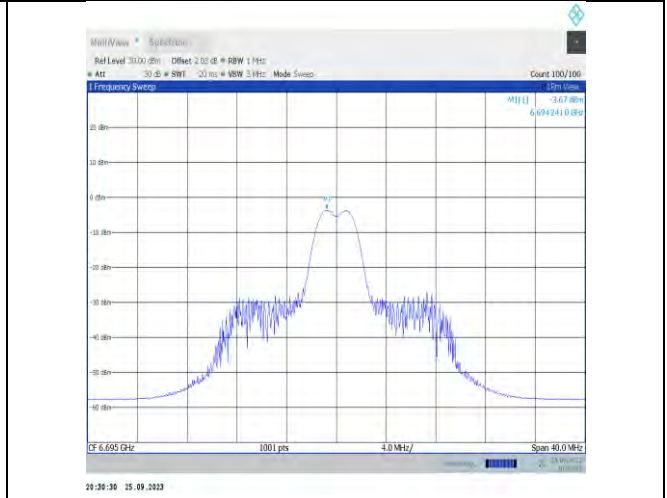 MultiView Spectrum
Ref Level 30.00 dBm Offset 2.02 dB RBW 1 MHz
Att 30 dB SWT 20 ms VBW 3 MHz Mode Sweep Count 100/100
1 Frequency Sweep 1Rm View
M1[1] -3.67 dBm
6.6942410 GHz
20 dBm
10 dBm
0 dBm
M1
-10 dBm
-20 dBm
-30 dBm
-40 dBm
-50 dBm
-60 dBm
CF 6.695 GHz 1001 pts 4.0 MHz/ Span 40.0 MHz
20:30:30 25.09.2023